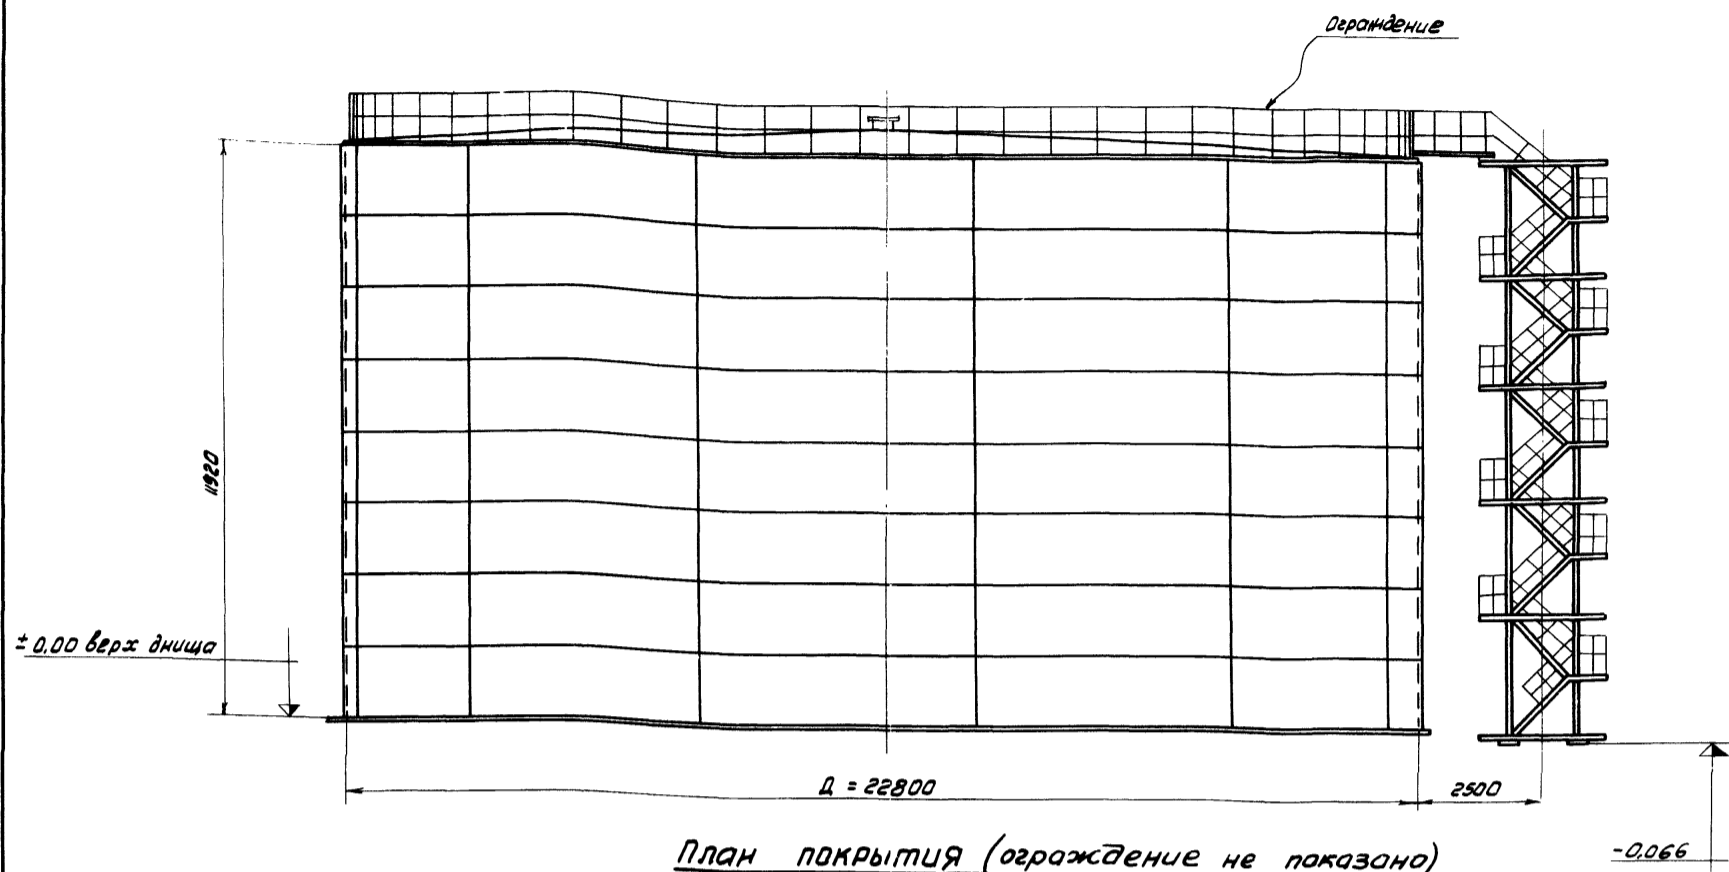 Ограждение
11920
± 0,00 верх днища
Д = 22800
2500
План покрытия (ограждение не показано)
-0,066